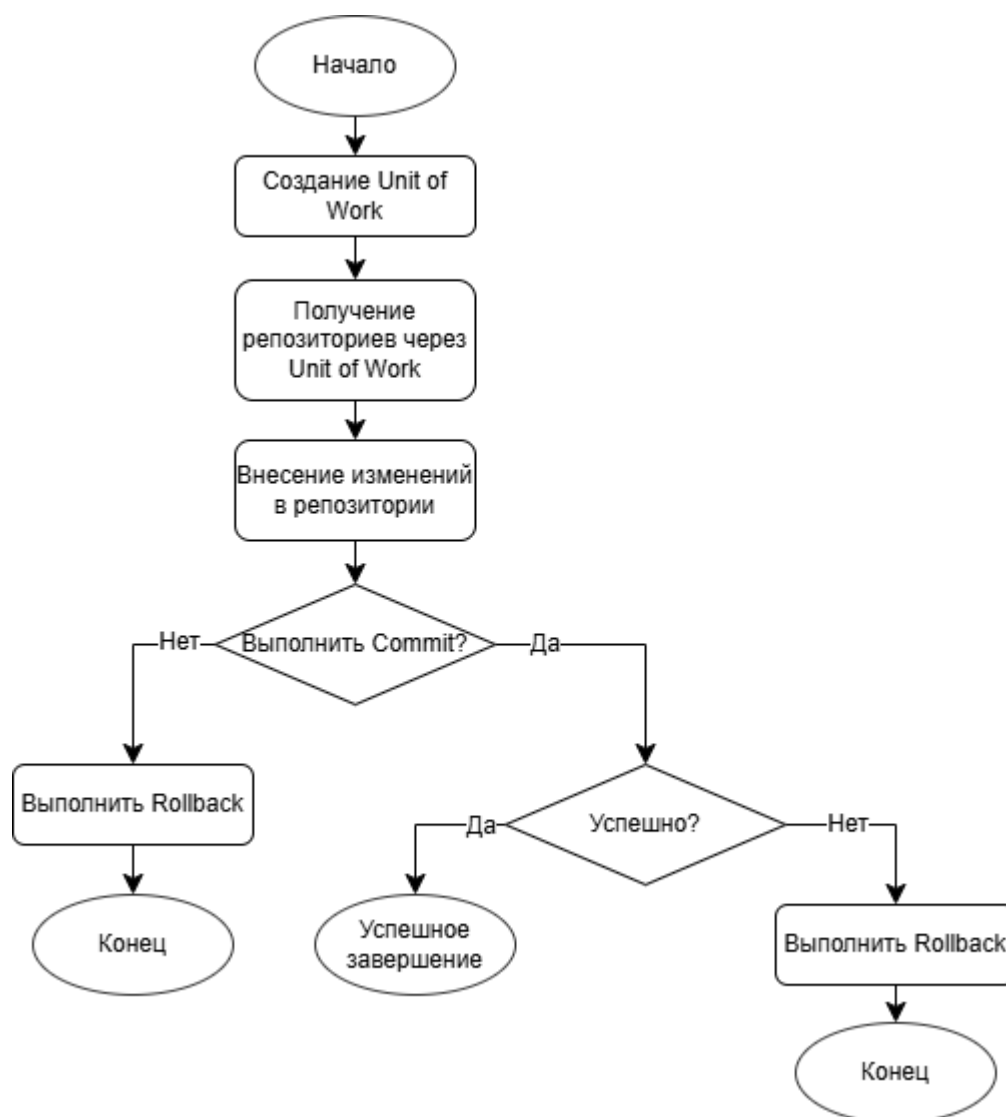 Начало
Создание Unit of
Work
Получение
репозиториев через
Unit of Work
Внесение изменений
в репозитории
Нет
Выполнить Commit?
Да
Выполнить Rollback
Да
Успешно?
Нет
Конец
Успешное
завершение
Выполнить Rollback
Конец